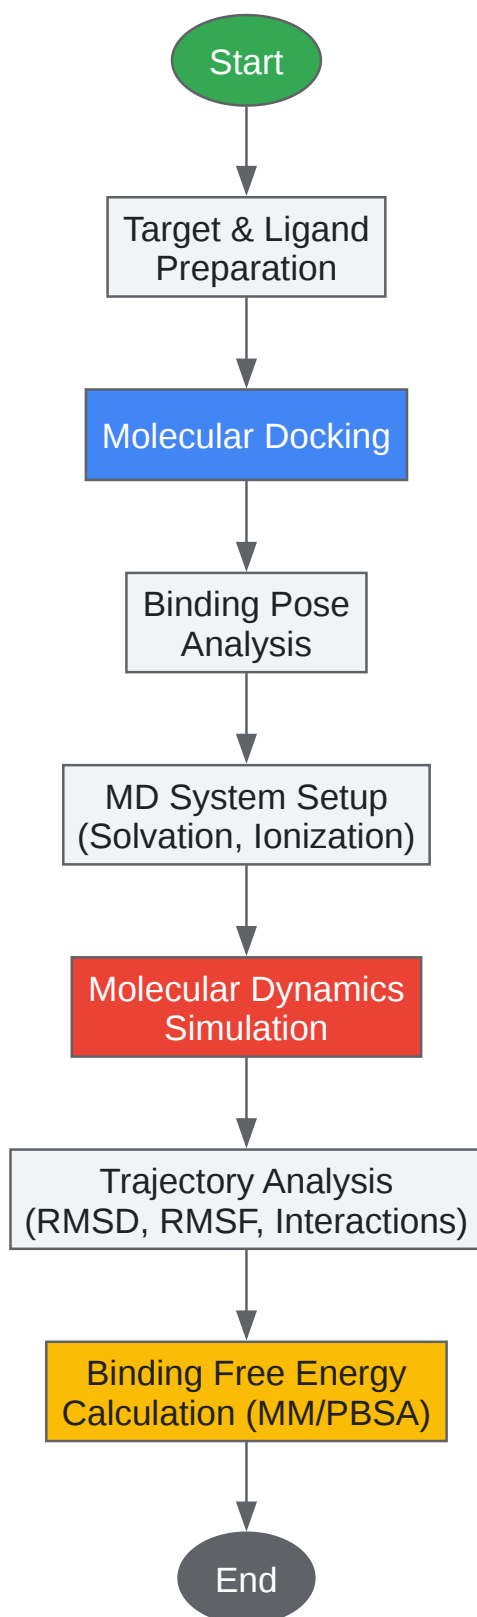 Start
Target & Ligand
Preparation
Molecular Docking
Binding Pose
Analysis
MD System Setup
(Solvation, Ionization)
Molecular Dynamics
Simulation
Trajectory Analysis
(RMSD, RMSF, Interactions)
Binding Free Energy
Calculation (MM/PBSA)
End